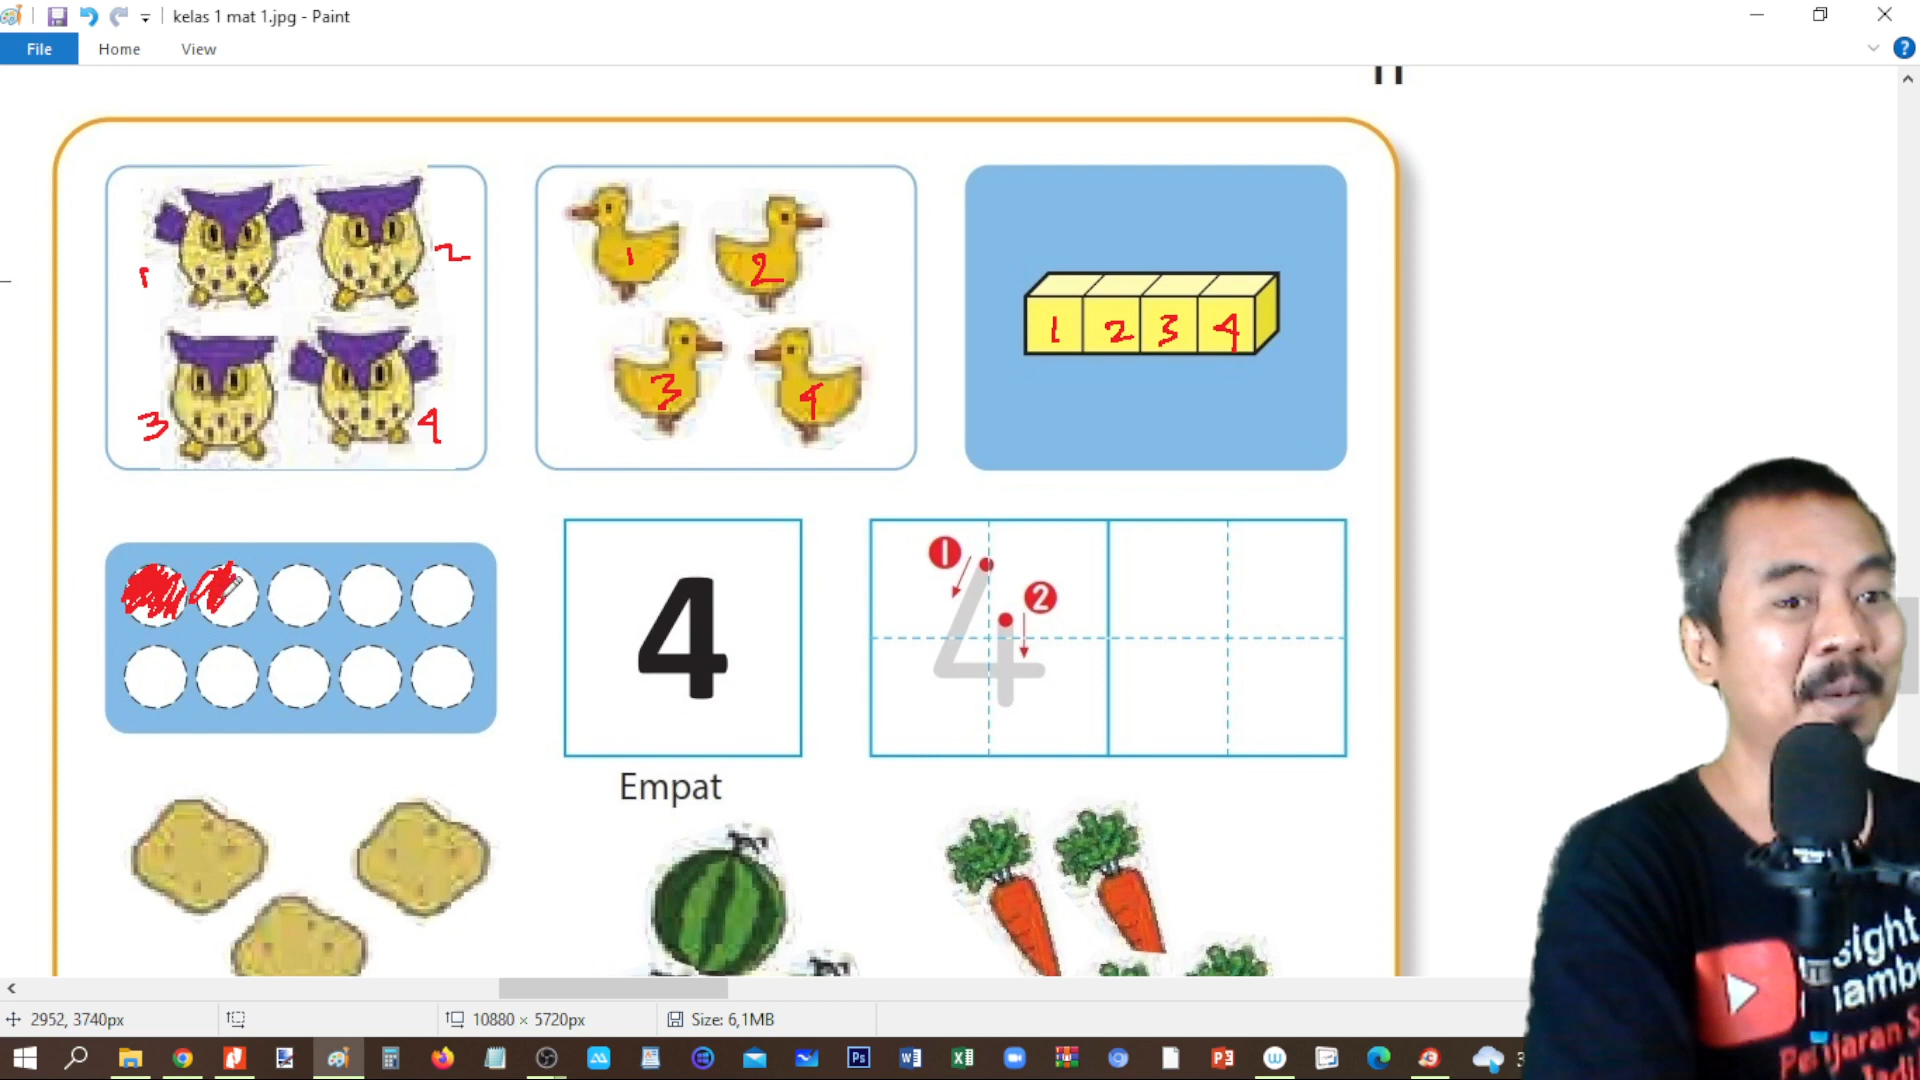 kelas 1 mat 1.jpg - Paint
File Home View
1 2 3 4
1 2 3 4
1 2 3 4
4
1 2
4
Empat
2952, 3740px
10880 × 5720px
Size: 6,1MB